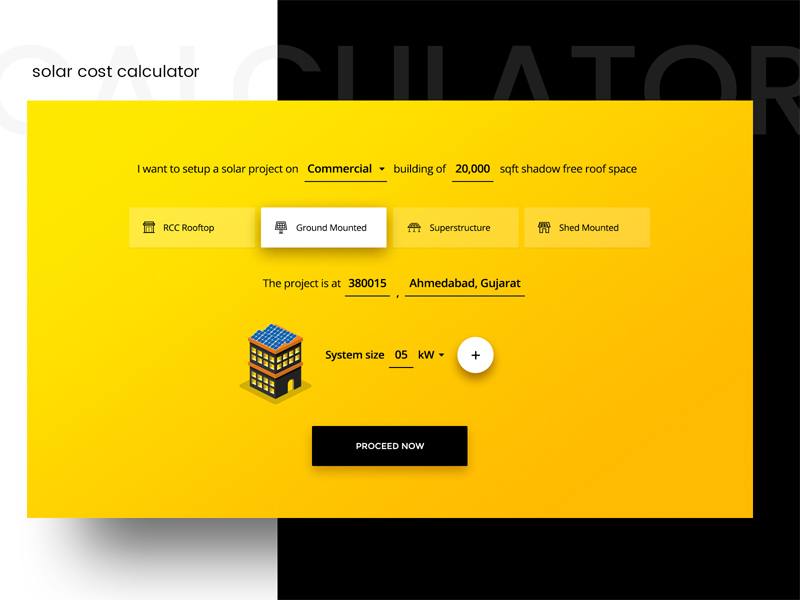 CALCULATOR
solar cost calculator
I want to setup a solar project on Commercial building of 20,000 sqft shadow free roof space
RCC Rooftop Ground Mounted Superstructure Shed Mounted
The project is at 380015 , Ahmedabad, Gujarat
System size 05 kW +
PROCEED NOW